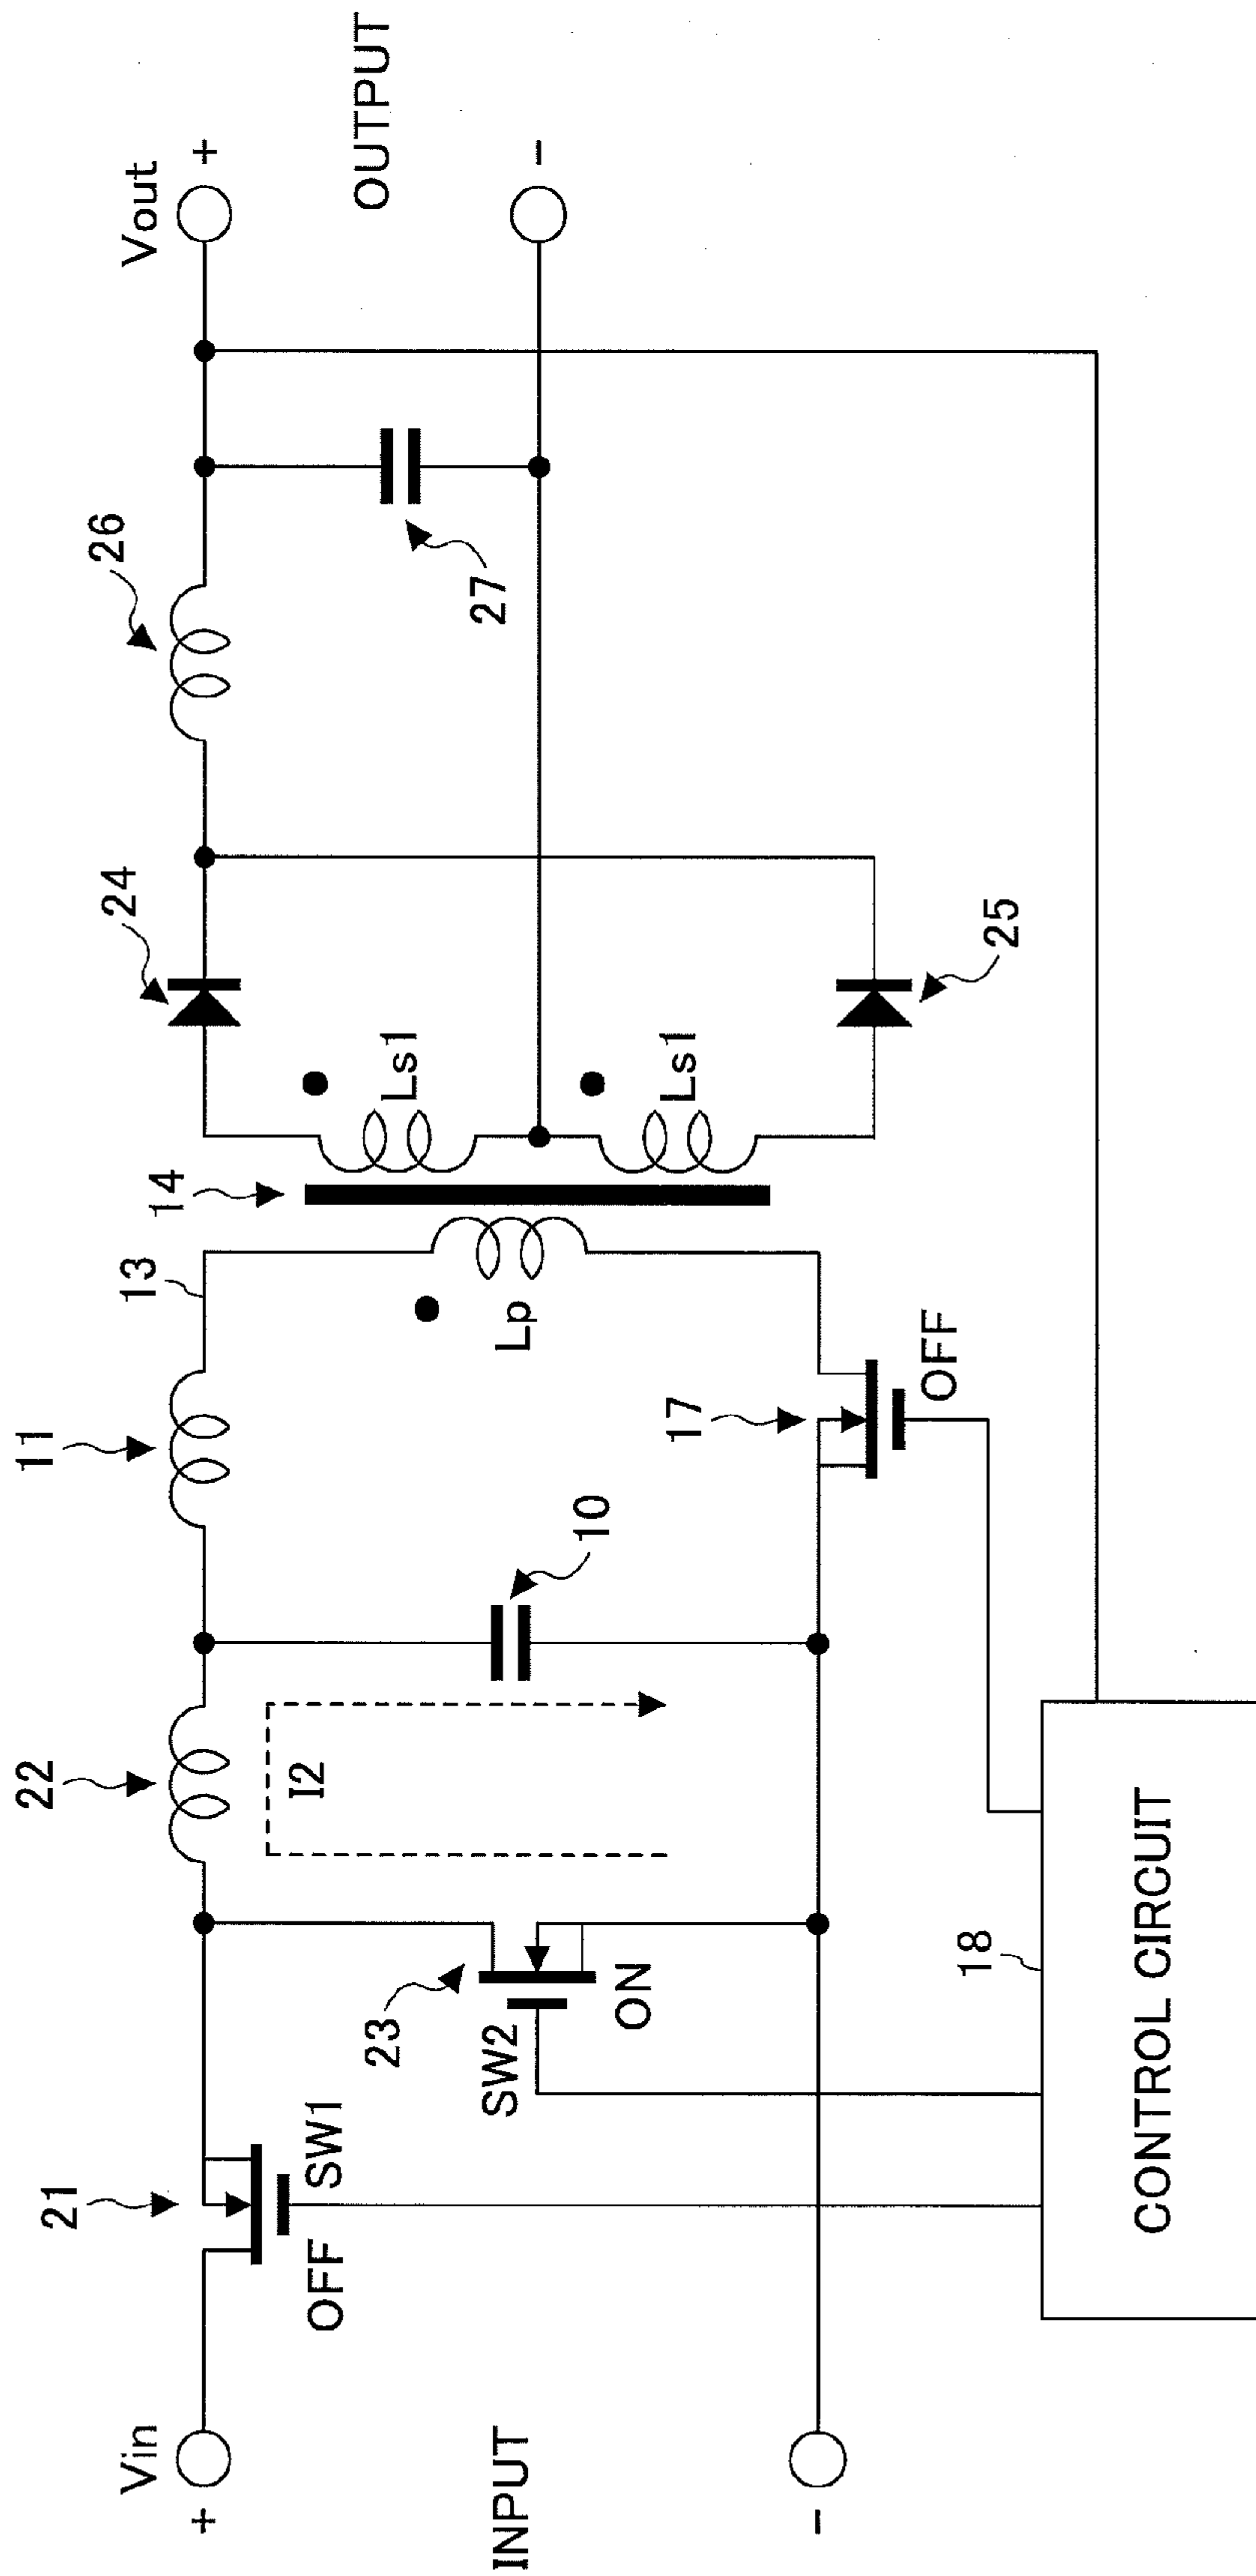 Vin
+
INPUT
-
21
OFF
SW1
23
SW2
ON
22
I2
10
11
13
14
Lp
17
OFF
Ls1
Ls1
24
25
26
27
Vout
+
OUTPUT
-
18
CONTROL CIRCUIT